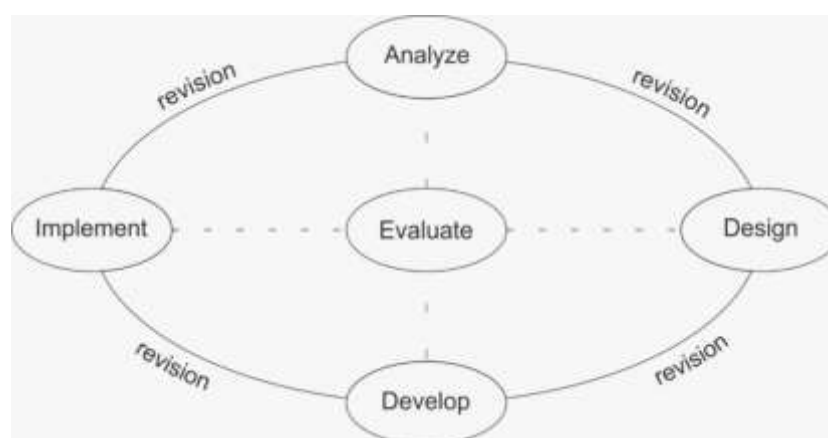 Analyze
revision
revision
Implement
Evaluate
Design
revision
revision
Develop